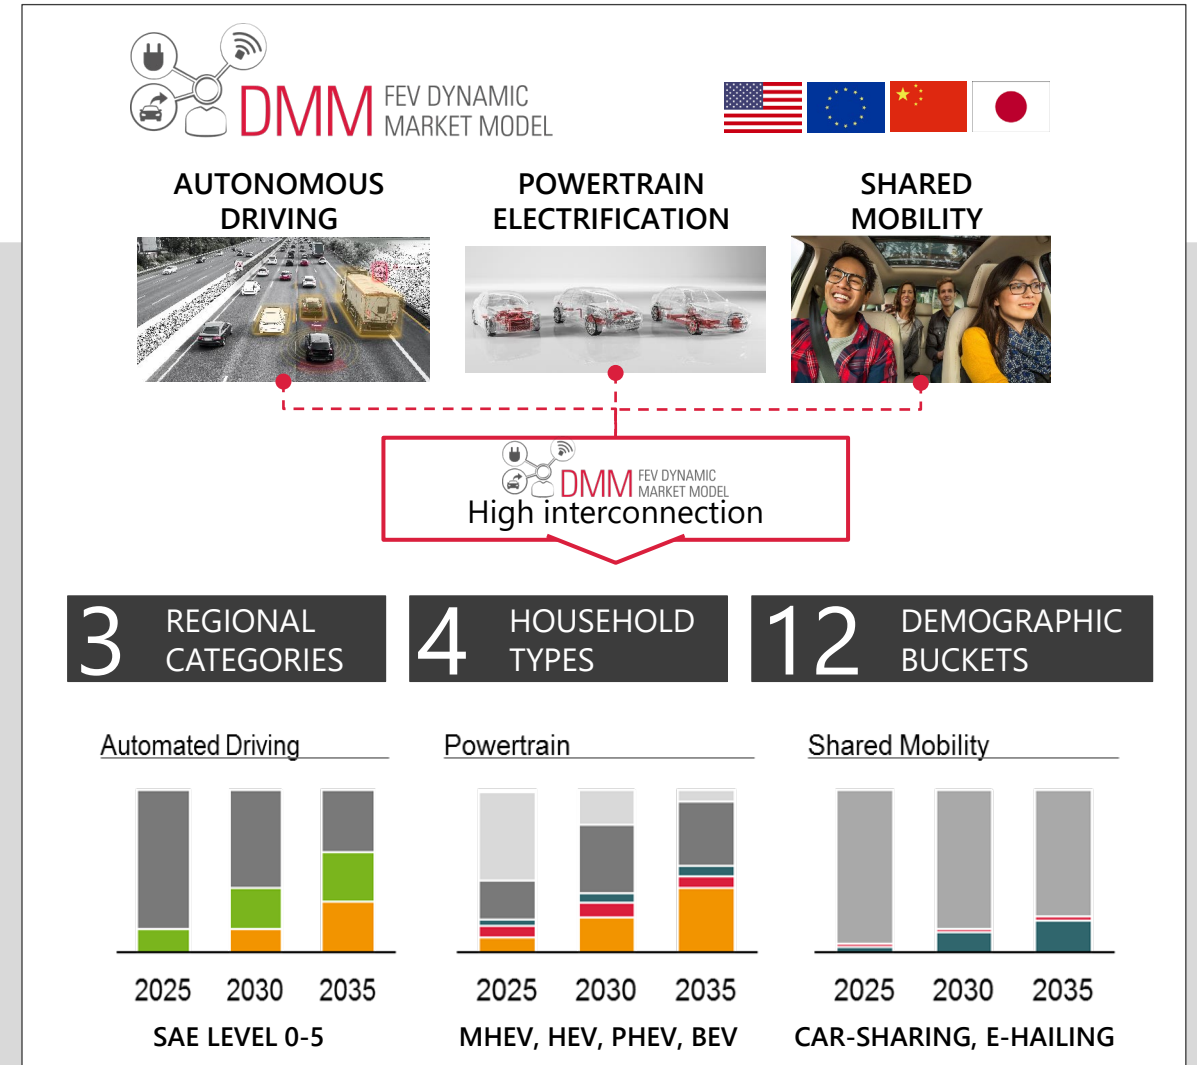 DMM FEV DYNAMIC
MARKET MODEL
AUTONOMOUS
DRIVING
POWERTRAIN
ELECTRIFICATION
SHARED
MOBILITY
DMM FEV DYNAMIC
MARKET MODEL
High interconnection
3 REGIONAL
CATEGORIES
4 HOUSEHOLD
TYPES
12 DEMOGRAPHIC
BUCKETS
Automated Driving
2025 2030 2035
SAE LEVEL 0-5
Powertrain
2025 2030 2035
MHEV, HEV, PHEV, BEV
Shared Mobility
2025 2030 2035
CAR-SHARING, E-HAILING